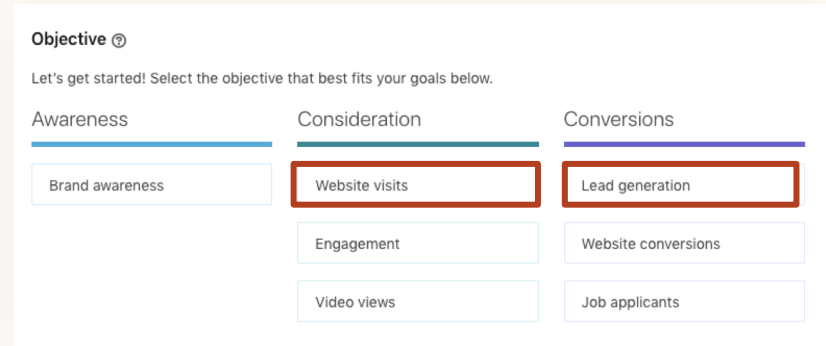 Objective
Let's get started! Select the objective that best fits your goals below.
Awareness
Consideration
Conversions
Brand awareness
Website visits
Lead generation
Engagement
Website conversions
Video views
Job applicants